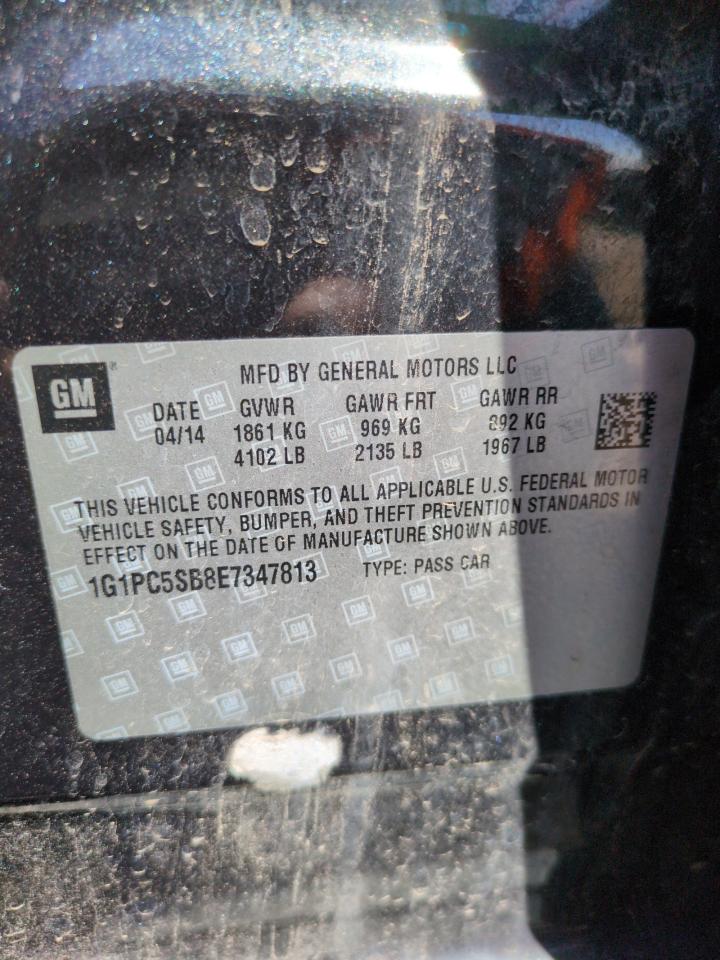 GM
MFD BY GENERAL MOTORS LLC
DATE GVWR GAWR FRT GAWR RR
04/14 1861 KG 969 KG 892 KG
4102 LB 2135 LB 1967 LB
THIS VEHICLE CONFORMS TO ALL APPLICABLE U.S. FEDERAL MOTOR
VEHICLE SAFETY, BUMPER, AND THEFT PREVENTION STANDARDS IN
EFFECT ON THE DATE OF MANUFACTURE SHOWN ABOVE.
1G1PC5SB8E7347813 TYPE: PASS CAR